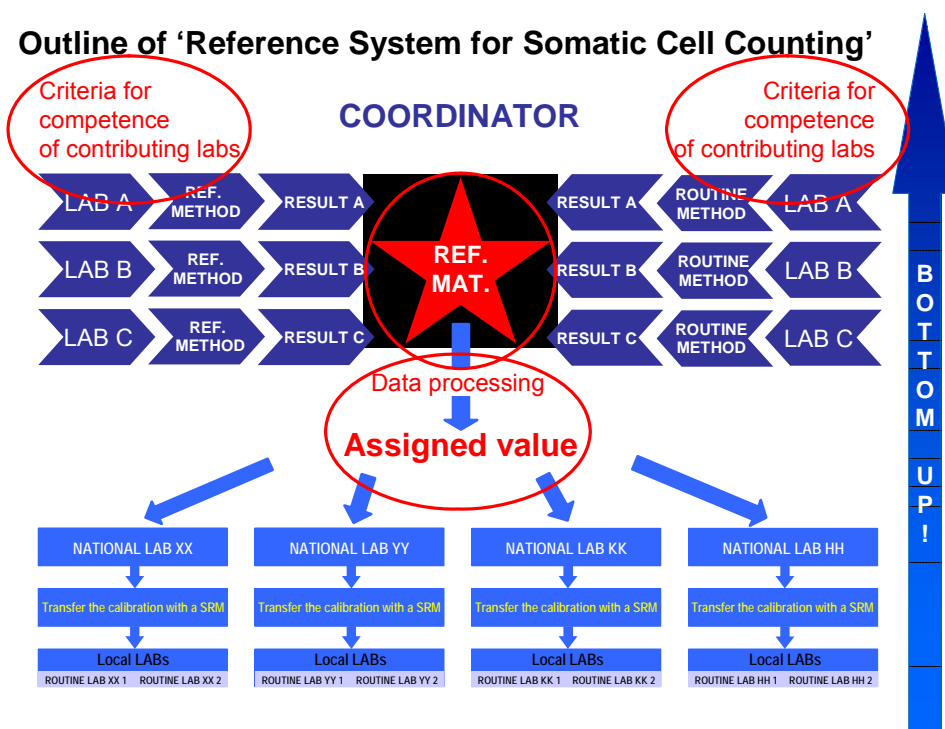 Outline of ‘Reference System for Somatic Cell Counting’
Criteria for
competence
of contributing labs
COORDINATOR
Criteria for
competence
of contributing labs
LAB A
REF.
METHOD
RESULT A
RESULT A
ROUTINE
METHOD
LAB A
LAB B
REF.
METHOD
RESULT B
REF.
MAT.
RESULT B
ROUTINE
METHOD
LAB B
LAB C
REF.
METHOD
RESULT C
RESULT C
ROUTINE
METHOD
LAB C
Data processing
Assigned value
NATIONAL LAB XX
NATIONAL LAB YY
NATIONAL LAB KK
NATIONAL LAB HH
Transfer the calibration with a SRM
Transfer the calibration with a SRM
Transfer the calibration with a SRM
Transfer the calibration with a SRM
Local LABs
Local LABs
Local LABs
Local LABs
ROUTINE LAB XX 1 ROUTINE LAB XX 2
ROUTINE LAB YY 1 ROUTINE LAB YY 2
ROUTINE LAB KK 1 ROUTINE LAB KK 2
ROUTINE LAB HH 1 ROUTINE LAB HH 2
BOTTOM UP!